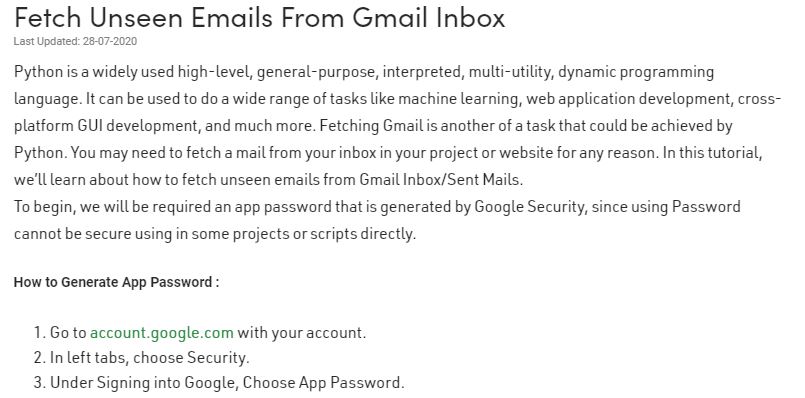 Fetch Unseen Emails From Gmail Inbox
Last Updated: 28-07-2020
Python is a widely used high-level, general-purpose, interpreted, multi-utility, dynamic programming
language. It can be used to do a wide range of tasks like machine learning, web application development, cross-
platform GUI development, and much more. Fetching Gmail is another of a task that could be achieved by
Python. You may need to fetch a mail from your inbox in your project or website for any reason. In this tutorial,
we'll learn about how to fetch unseen emails from Gmail Inbox/Sent Mails.
To begin, we will be required an app password that is generated by Google Security, since using Password
cannot be secure using in some projects or scripts directly.
How to Generate App Password :
1. Go to account.google.com with your account.
2. In left tabs, choose Security.
3. Under Signing into Google, Choose App Password.